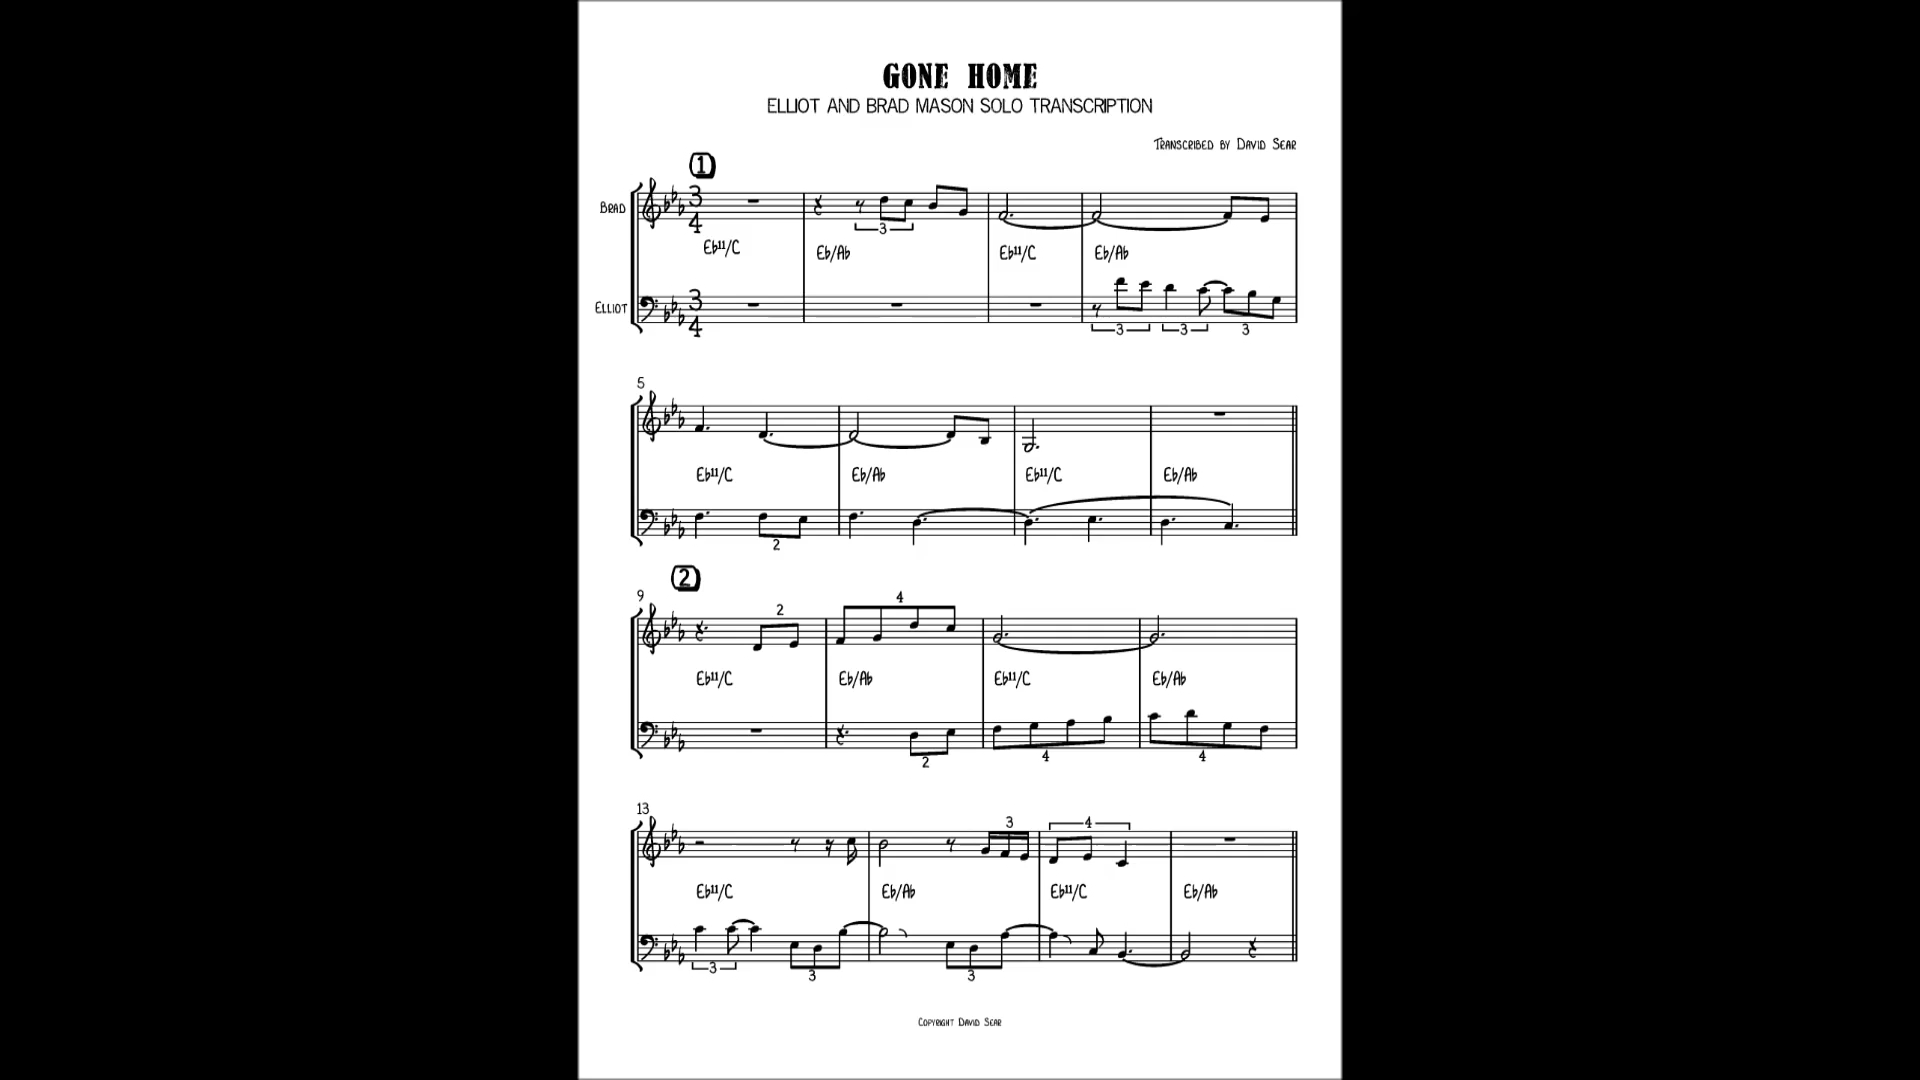 GONE HOME
ELLIOT AND BRAD MASON SOLO TRANSCRIPTION
TRANSCRIBED BY DAVID SEAR
1
BRAD
3
4
3
Eb11/C Eb/Ab Eb11/C Eb/Ab
ELLIOT
3
4
3 3 3
5
Eb11/C Eb/Ab Eb11/C Eb/Ab
2
2
9
2 4
Eb11/C Eb/Ab Eb11/C Eb/Ab
2 4 4
13
3 4
Eb11/C Eb/Ab Eb11/C Eb/Ab
3 3 3
COPYRIGHT DAVID SEAR